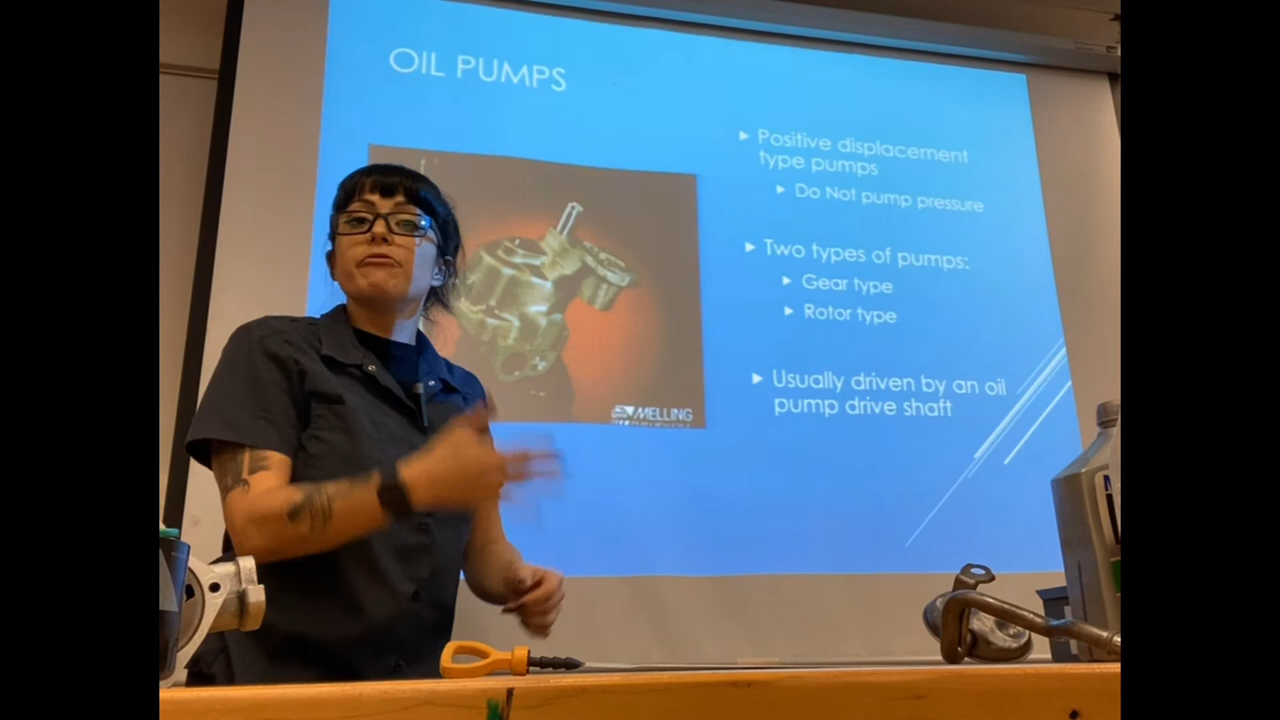 OIL PUMPS
Positive displacement
type pumps
Do Not pump pressure
Two types of pumps:
Gear type
Rotor type
Usually driven by an oil
pump drive shaft
MELLING